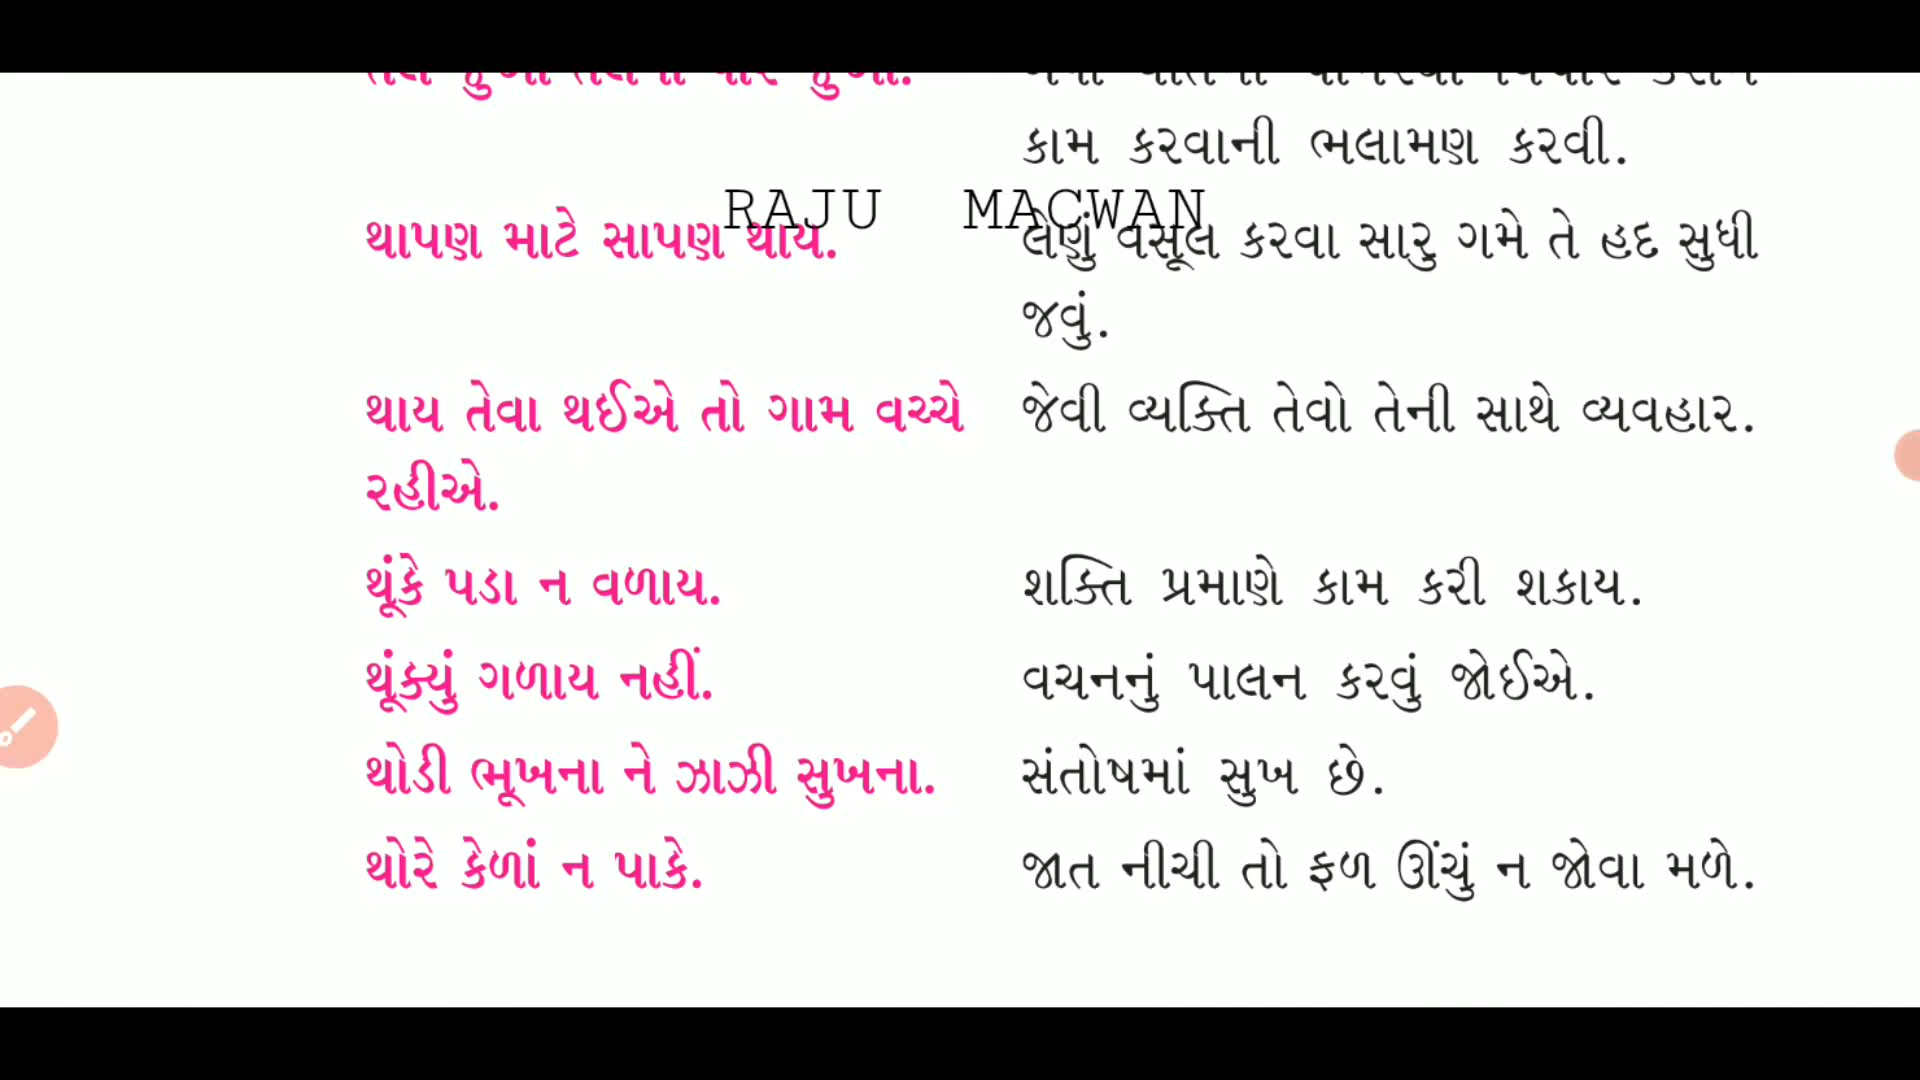 કામ કરવાની ભલામણ કરવી.
RAJU MACWAN
થાપણ માટે સાપણ થાય. લેણું વસૂલ કરવા સારુ ગમે તે હદ સુધી
જવું.
થાય તેવા થઈએ તો ગામ વચ્ચે જેવી વ્યક્તિ તેવો તેની સાથે વ્યવહાર.
રહીએ.
થૂંકે પડા ન વળાય. શક્તિ પ્રમાણે કામ કરી શકાય.
થૂંક્યું ગળાય નહીં. વચનનું પાલન કરવું જોઈએ.
થોડી ભૂખના ને ઝાઝી સુખના. સંતોષમાં સુખ છે.
થોરે કેળાં ન પાકે. જાત નીચી તો ફળ ઊંચું ન જોવા મળે.